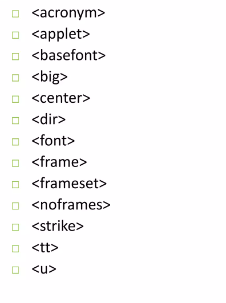 <acronym>
<applet>
<basefont>
<big>
<center>
<dir>
<font>
<frame>
<frameset>
<noframes>
<strike>
<tt>
<u>